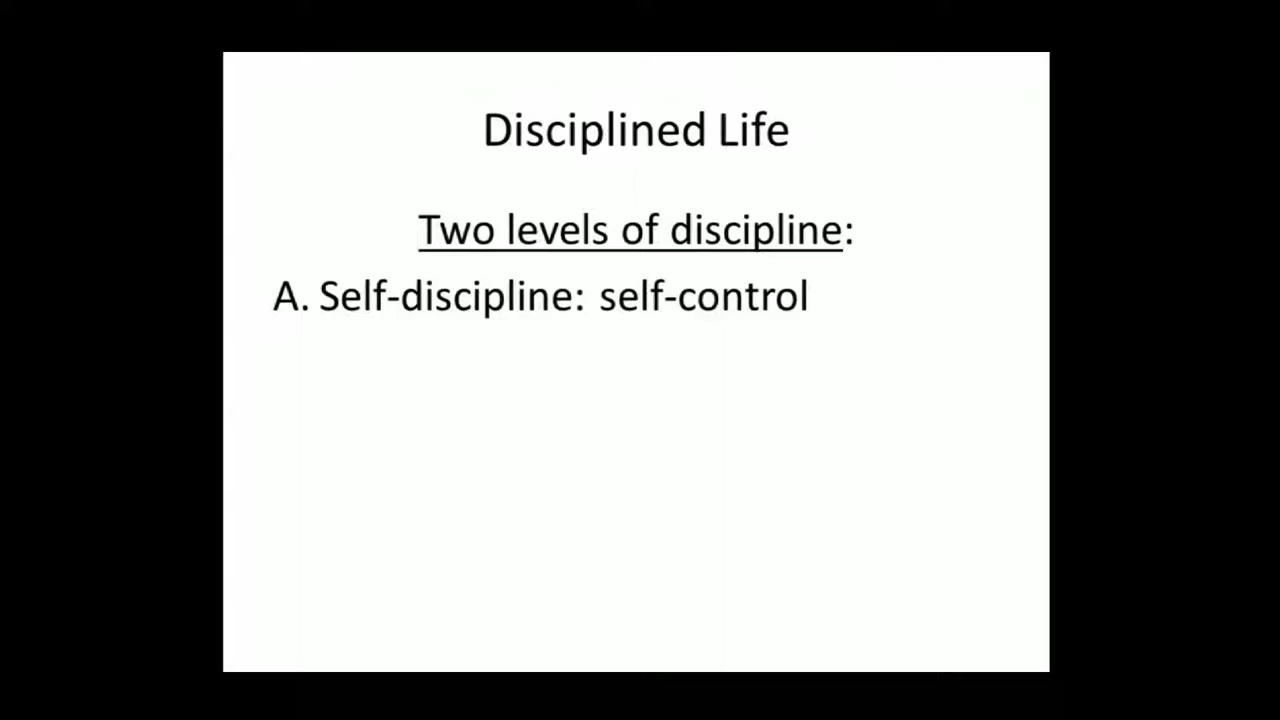 Disciplined Life
Two levels of discipline:
A. Self-discipline: self-control